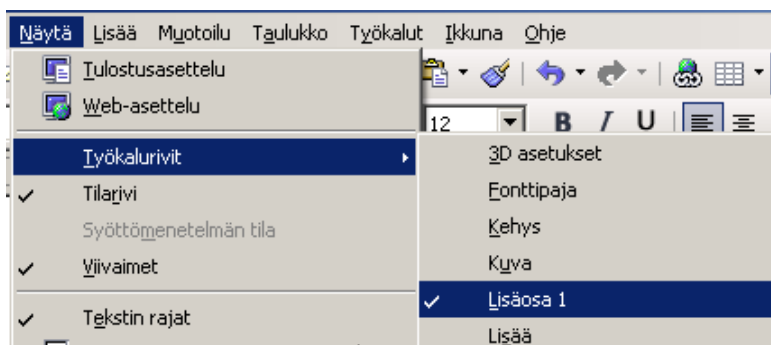 Näytä Lisää Muotoilu Taulukko Työkalut Ikkuna Ohje
Tulostusasettelu
Web-asettelu
12 B I U
Työkalurivit
3D asetukset
Tilarivi
Fonttipaja
Syöttömenetelmän tila
Kehys
Viivaimet
Kuva
Lisäosa 1
Tekstin rajat
Lisää